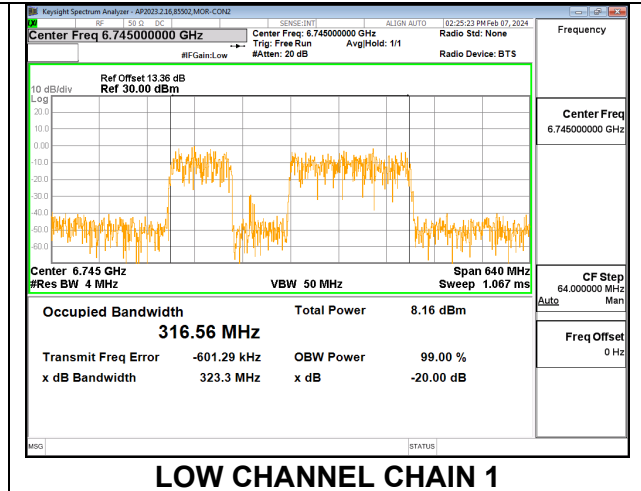 Keysight Spectrum Analyzer - AP2023.2.16,85502,MOR-CON2
RF 50 Ω DC SENSE:INT ALIGN AUTO 02:25:23 PM Feb 07, 2024
Center Freq 6.745000000 GHz
Center Freq: 6.745000000 GHz
Radio Std: None
Trig: Free Run Avg|Hold: 1/1
#IFGain:Low #Atten: 20 dB Radio Device: BTS
Frequency
Ref Offset 13.36 dB
10 dB/div Ref 30.00 dBm
Log
20.0
10.0
0.00
-10.0
-20.0
-30.0
-40.0
-50.0
-60.0
Center Freq
6.745000000 GHz
Center 6.745 GHz Span 640 MHz
#Res BW 4 MHz VBW 50 MHz Sweep 1.067 ms
CF Step
64.000000 MHz
Auto Man
Occupied Bandwidth Total Power 8.16 dBm
316.56 MHz
Transmit Freq Error -601.29 kHz OBW Power 99.00 %
x dB Bandwidth 323.3 MHz x dB -20.00 dB
Freq Offset
0 Hz
MSG STATUS
LOW CHANNEL CHAIN 1